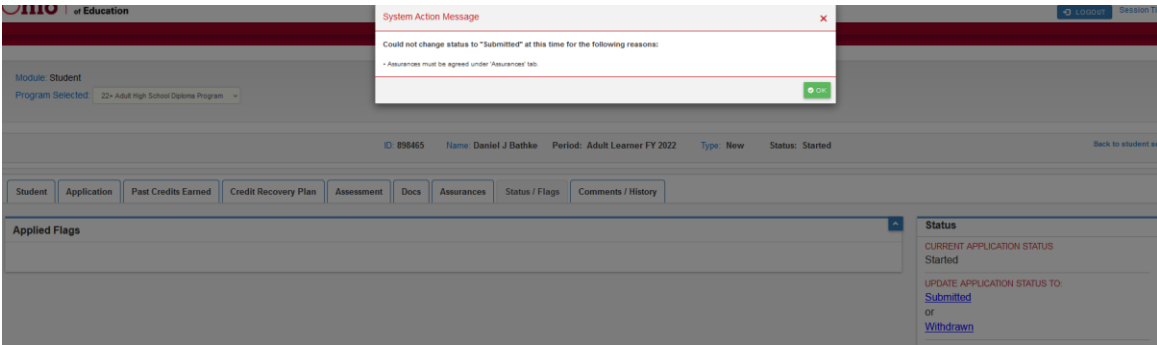 of Education
LOGOUT
Session Ti
System Action Message
Could not change status to "Submitted" at this time for the following reasons:
• Assurances must be agreed under 'Assurances' tab.
OK
Module: Student
Program Selected: 22+ Adult High School Diploma Program
ID: 898465 Name: Daniel J Bathke Period: Adult Learner FY 2022 Type: New Status: Started
Back to student s
Student Application Past Credits Earned Credit Recovery Plan Assessment Docs Assurances Status / Flags Comments / History
Applied Flags
Status
CURRENT APPLICATION STATUS
Started
UPDATE APPLICATION STATUS TO:
Submitted
or
Withdrawn